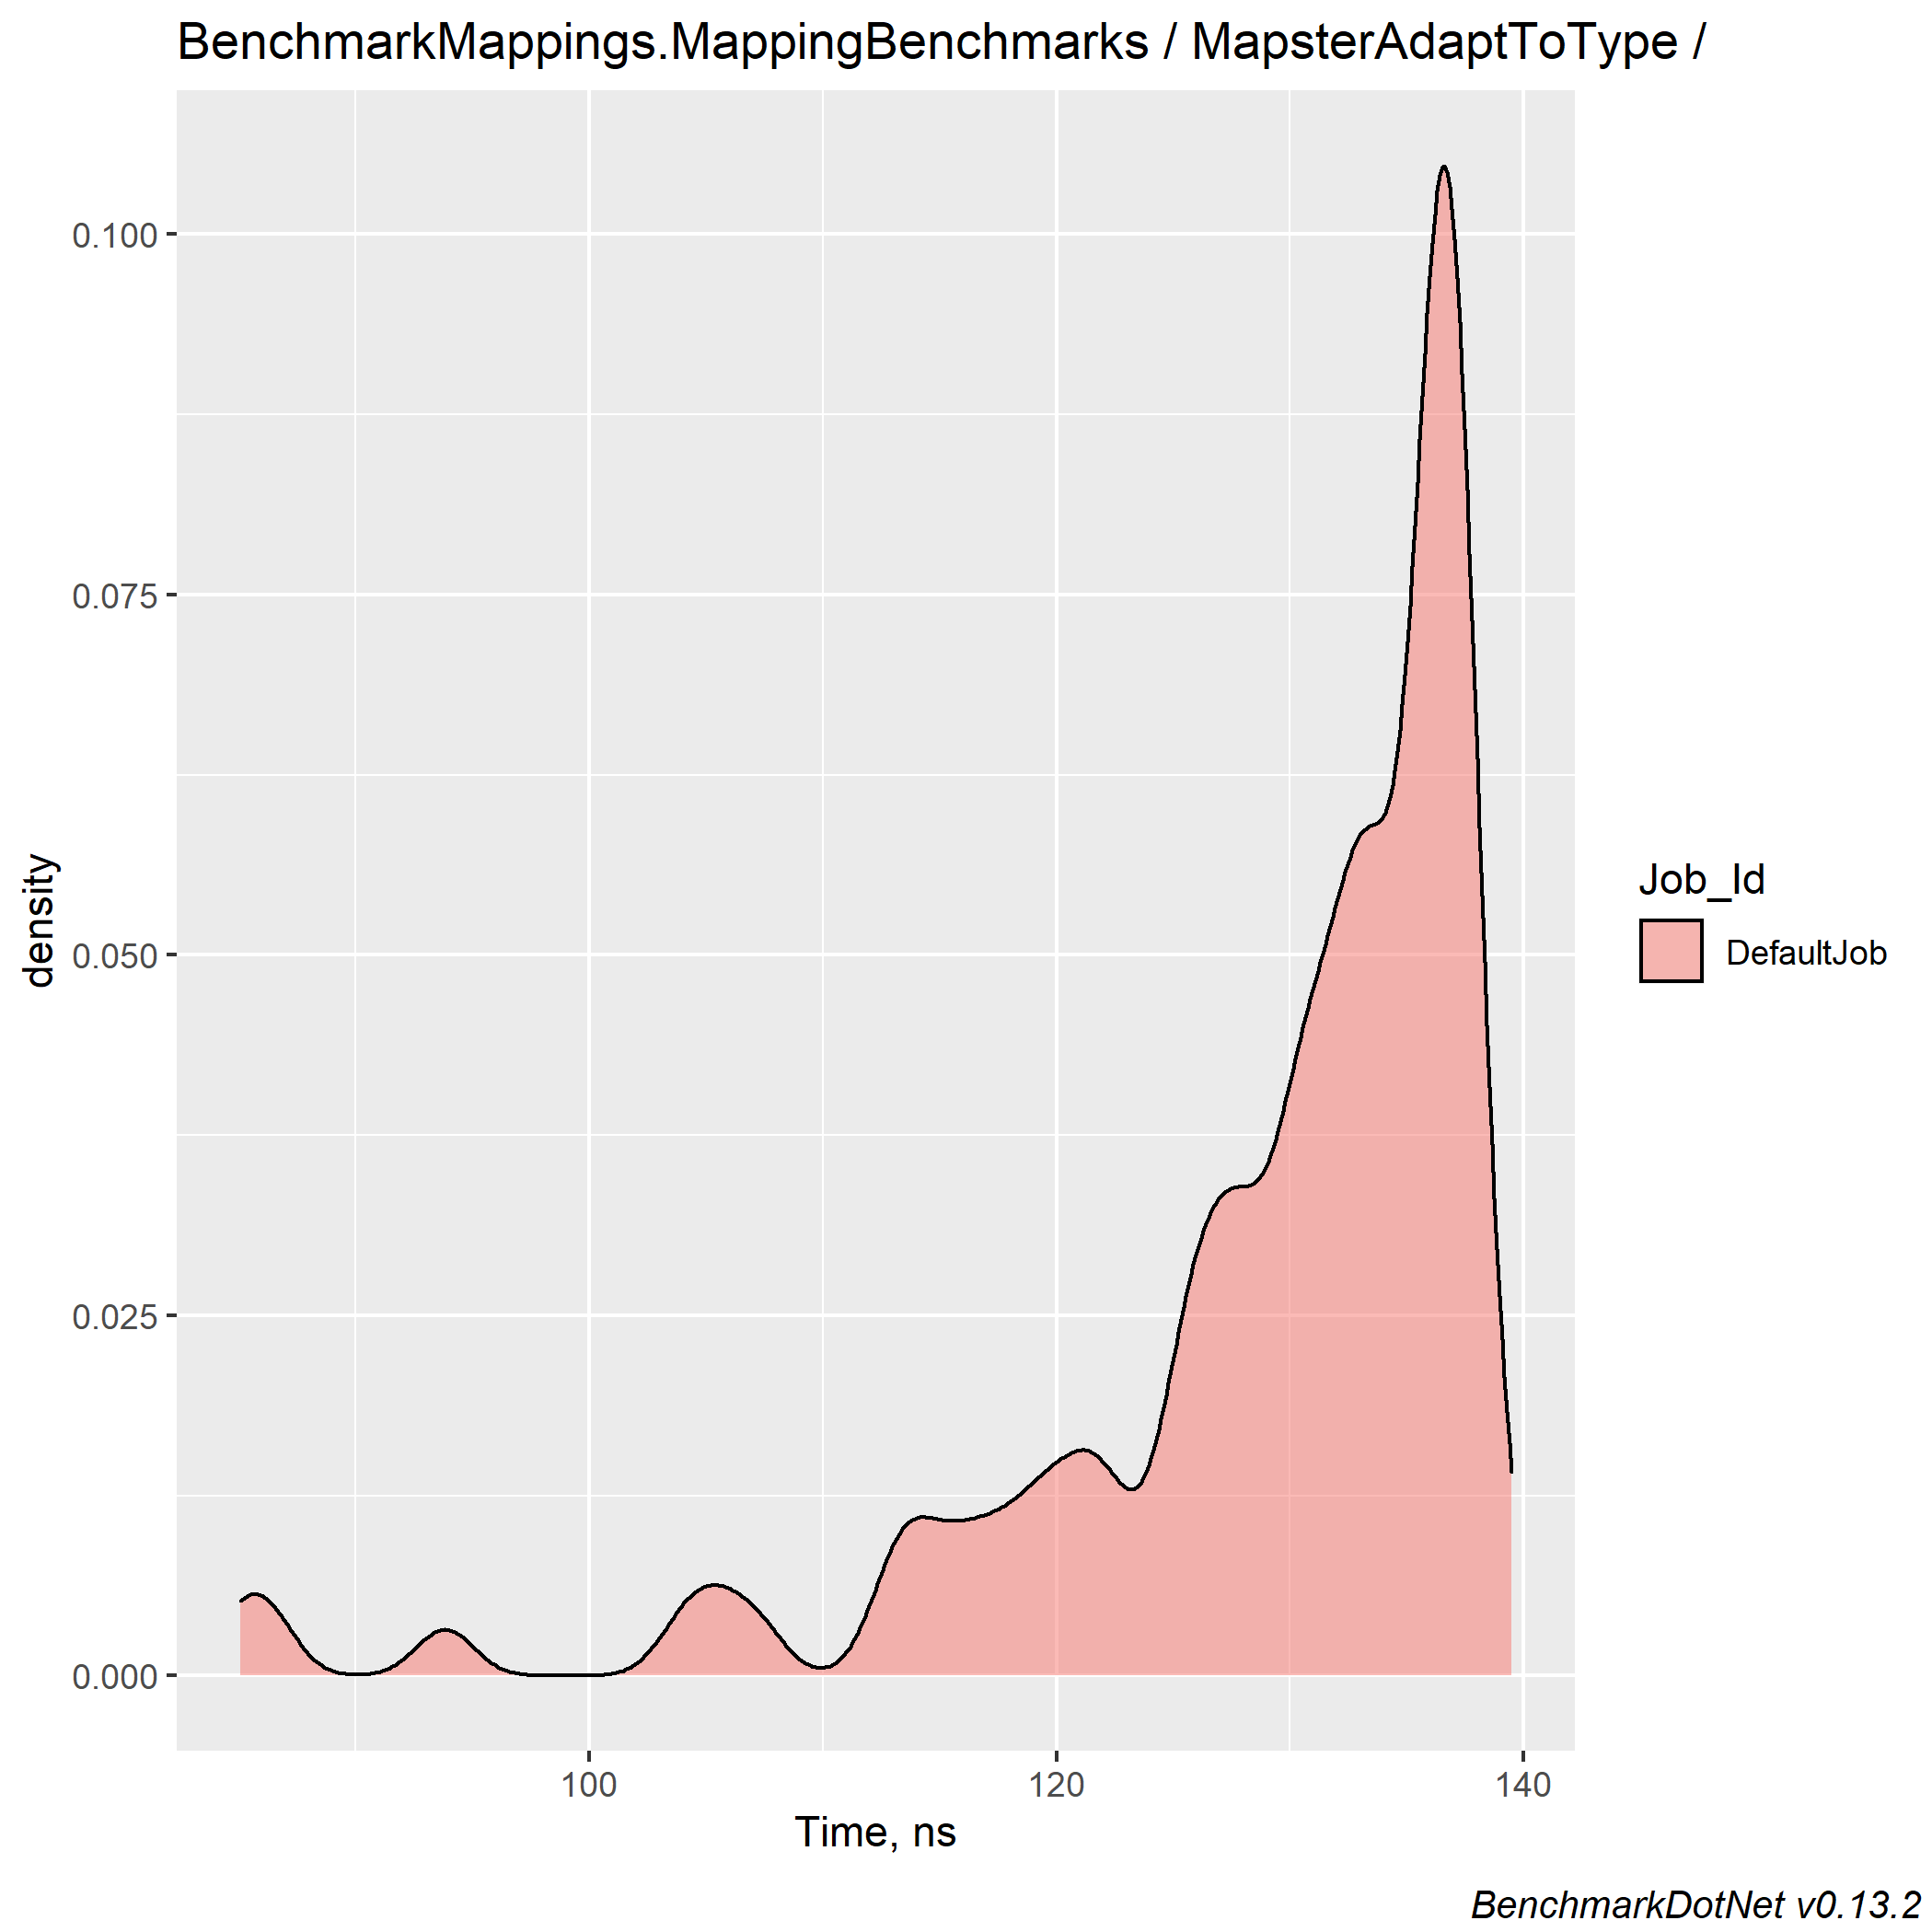 BenchmarkMappings.MappingBenchmarks / MapsterAdaptToType /
0.100
0.075
0.050
0.025
0.000
density
100
120
140
Time, ns
Job_Id
DefaultJob
BenchmarkDotNet v0.13.2